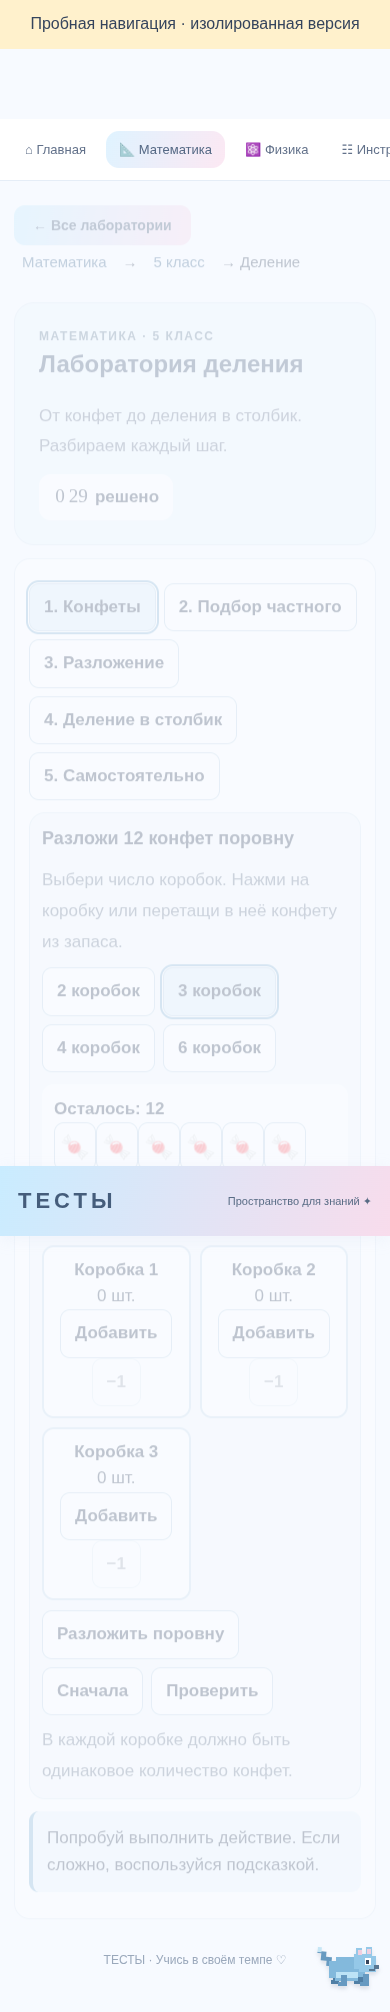 Пробная навигация · изолированная версия
⌂ Главная 📐 Математика ⚛ Физика ☷ Инстр
← Все лаборатории
Математика → 5 класс → Деление
МАТЕМАТИКА · 5 КЛАСС
Лаборатория деления
От конфет до деления в столбик.
Разбираем каждый шаг.
0 29 решено
1. Конфеты 2. Подбор частного
3. Разложение
4. Деление в столбик
5. Самостоятельно
Разложи 12 конфет поровну
Выбери число коробок. Нажми на
коробку или перетащи в неё конфету
из запаса.
2 коробок 3 коробок
4 коробок 6 коробок
Осталось: 12
ТЕСТЫ Пространство для знаний ✦
Коробка 1 Коробка 2
0 шт. 0 шт.
Добавить Добавить
−1 −1
Коробка 3
0 шт.
Добавить
−1
Разложить поровну
Сначала Проверить
В каждой коробке должно быть
одинаковое количество конфет.
Попробуй выполнить действие. Если
сложно, воспользуйся подсказкой.
ТЕСТЫ · Учись в своём темпе ♡